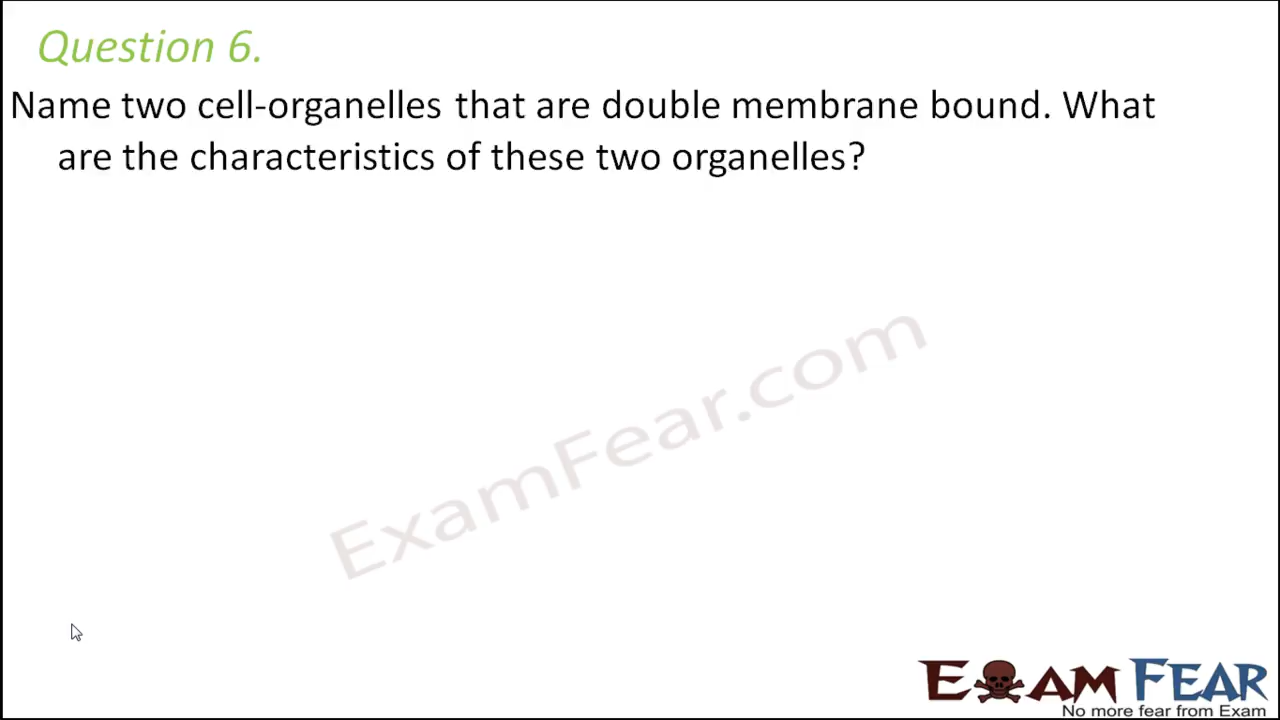 Question 6.
Name two cell-organelles that are double membrane bound. What
are the characteristics of these two organelles?
ExamFear.com
EXAM FEAR
No more fear from Exam